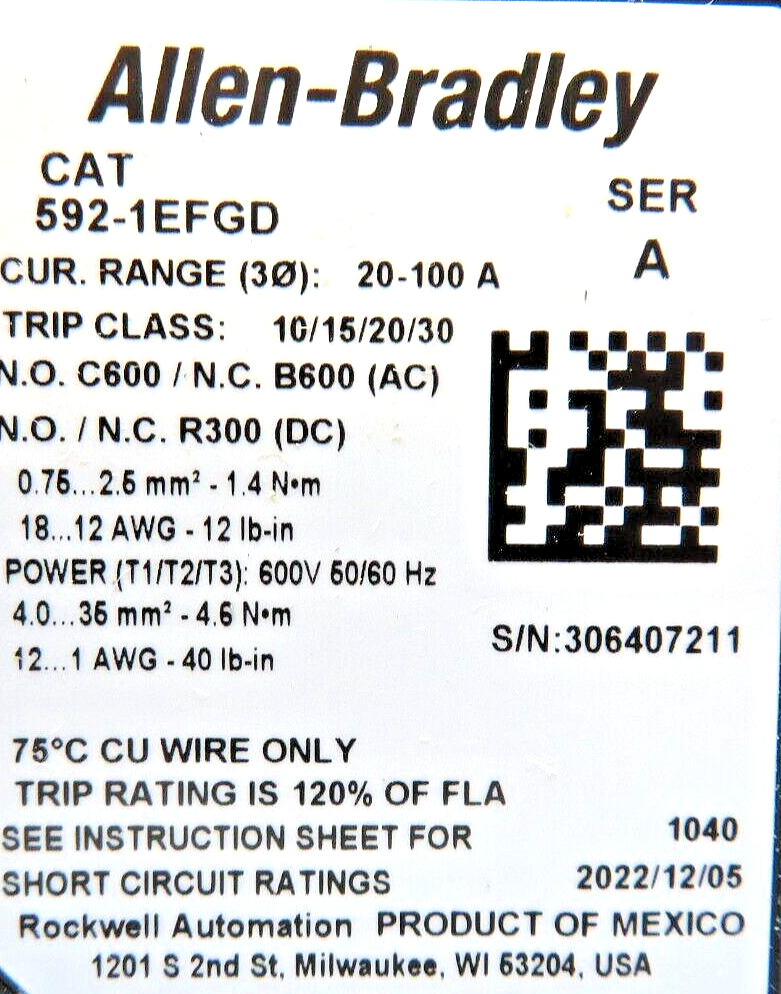 Allen-Bradley
CAT
592-1EFGD
SER
A
CUR. RANGE (3Ø): 20-100 A
TRIP CLASS: 10/15/20/30
N.O. C600 / N.C. B600 (AC)
N.O. / N.C. R300 (DC)
0.75...2.5 mm² - 1.4 N•m
18...12 AWG - 12 lb-in
POWER (T1/T2/T3): 600V 50/60 Hz
4.0...35 mm² - 4.6 N•m
12...1 AWG - 40 lb-in
S/N:306407211
75°C CU WIRE ONLY
TRIP RATING IS 120% OF FLA
SEE INSTRUCTION SHEET FOR 1040
SHORT CIRCUIT RATINGS 2022/12/05
Rockwell Automation PRODUCT OF MEXICO
1201 S 2nd St, Milwaukee, WI 53204, USA